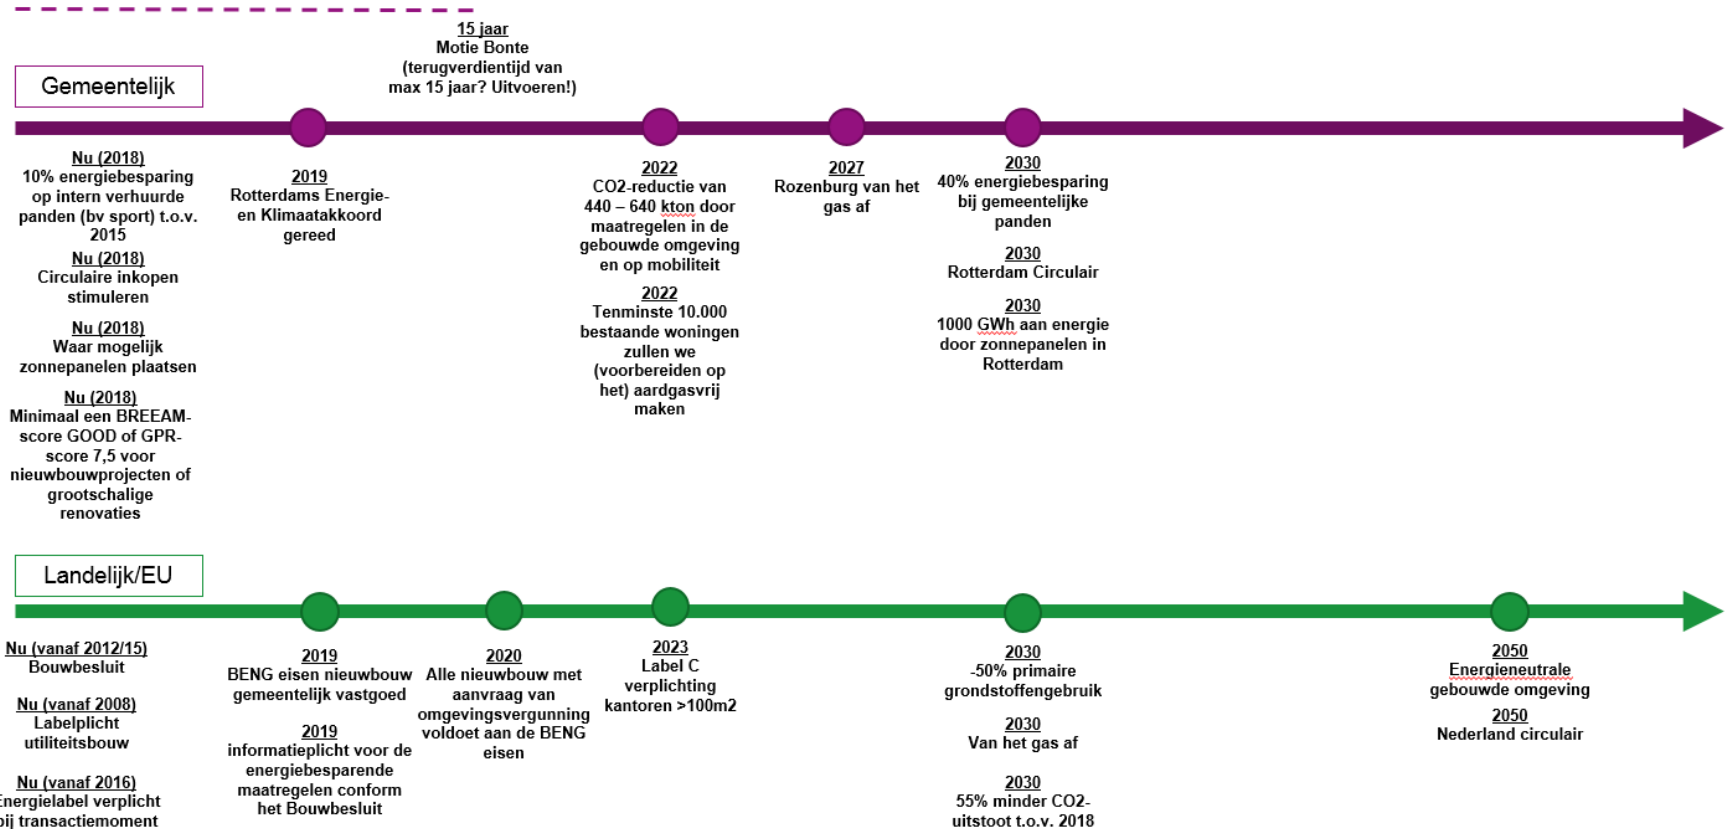 15 jaar
Motie Bonte
(terugverdientijd van
max 15 jaar? Uitvoeren!)
Gemeentelijk
Nu (2018)
10% energiebesparing
op intern verhuurde
panden (bv sport) t.o.v.
2015
Nu (2018)
Circulaire inkopen
stimuleren
Nu (2018)
Waar mogelijk
zonnepanelen plaatsen
Nu (2018)
Minimaal een BREEAM-
score GOOD of GPR-
score 7,5 voor
nieuwbouwprojecten of
grootschalige
renovaties
2019
Rotterdams Energie-
en Klimaatakkoord
gereed
2022
CO2-reductie van
440 – 640 kton door
maatregelen in de
gebouwde omgeving
en op mobiliteit
2022
Tenminste 10.000
bestaande woningen
zullen we
(voorbereiden op
het) aardgasvrij
maken
2027
Rozenburg van het
gas af
2030
40% energiebesparing
bij gemeentelijke
panden
2030
Rotterdam Circulair
2030
1000 GWh aan energie
door zonnepanelen in
Rotterdam
Landelijk/EU
Nu (vanaf 2012/15)
Bouwbesluit
Nu (vanaf 2008)
Labelplicht
utiliteitsbouw
Nu (vanaf 2016)
Energielabel verplicht
bij transactiemoment
2019
BENG eisen nieuwbouw
gemeentelijk vastgoed
2019
informatieplicht voor de
energiebesparende
maatregelen conform
het Bouwbesluit
2020
Alle nieuwbouw met
aanvraag van
omgevingsvergunning
voldoet aan de BENG
eisen
2023
Label C
verplichting
kantoren >100m2
2030
-50% primaire
grondstoffengebruik
2030
Van het gas af
2030
55% minder CO2-
uitstoot t.o.v. 2018
2050
Energieneutrale
gebouwde omgeving
2050
Nederland circulair